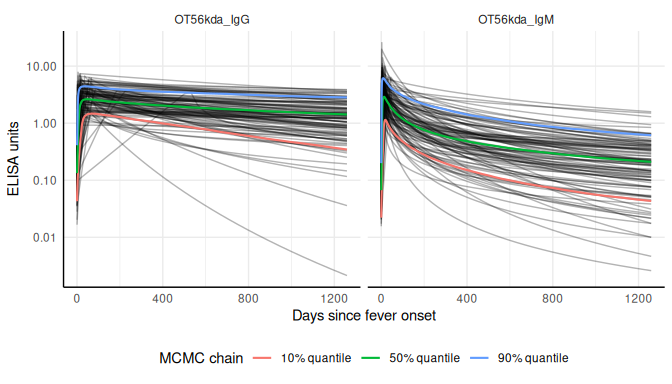 OT56kda_IgG
OT56kda_IgM
ELISA units
10.00
1.00
0.10
0.01
0
400
800
1200
0
400
800
1200
Days since fever onset
MCMC chain
10% quantile
50% quantile
90% quantile